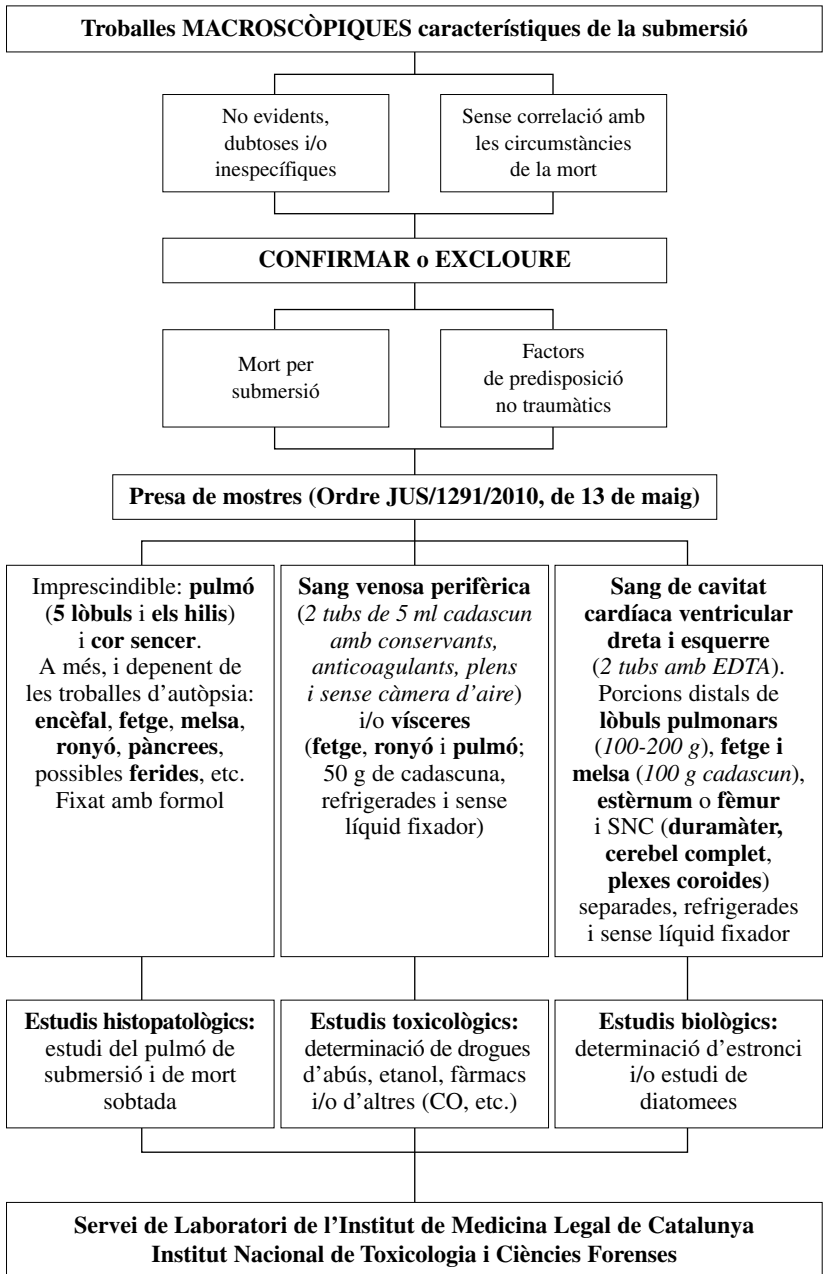 Troballes MACROSCÒPIQUES característiques de la submersió
No evidents,
dubtoses i/o
inespecífiques
Sense correlació amb
les circumstàncies
de la mort
CONFIRMAR o EXCLOURE
Mort per
submersió
Factors
de predisposició
no traumàtics
Presa de mostres (Ordre JUS/1291/2010, de 13 de maig)
Imprescindible: pulmó
(5 lòbuls i els hilis)
i cor sencer.
A més, i depenent de
les troballes d’autòpsia:
encèfal, fetge, melsa,
ronyó, pàncrees,
possibles ferides, etc.
Fixat amb formol
Sang venosa perifèrica
(2 tubs de 5 ml cadascun
amb conservants,
anticoagulants, plens
i sense càmera d’aire)
i/o vísceres
(fetge, ronyó i pulmó;
50 g de cadascuna,
refrigerades i sense
líquid fixador)
Sang de cavitat
cardíaca ventricular
dreta i esquerre
(2 tubs amb EDTA).
Porcions distals de
lòbuls pulmonars
(100-200 g), fetge i
melsa (100 g cadascun),
estèrnum o fèmur
i SNC (duramàter,
cerebel complet,
plexes coroides)
separades, refrigerades
i sense líquid fixador
Estudis histopatològics:
estudi del pulmó de
submersió i de mort
sobtada
Estudis toxicològics:
determinació de drogues
d’abús, etanol, fàrmacs
i/o d’altres (CO, etc.)
Estudis biològics:
determinació d’estronci
i/o estudi de
diatomees
Servei de Laboratori de l’Institut de Medicina Legal de Catalunya
Institut Nacional de Toxicologia i Ciències Forenses